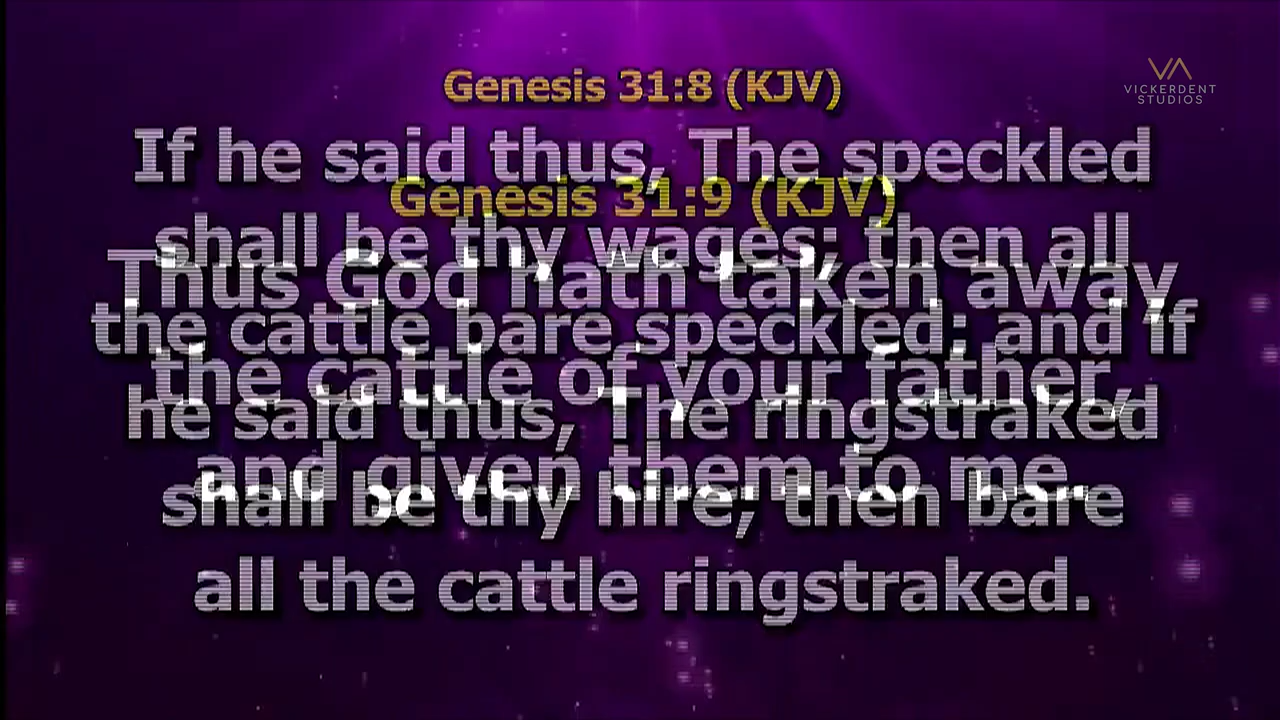 Genesis 31:8 (KJV)
If he said thus, The speckled
shall be thy wages; then all
the cattle bare speckled: and if
he said thus, The ringstraked
shall be thy hire; then bare
all the cattle ringstraked.
Genesis 31:9 (KJV)
Thus God hath taken away
the cattle of your father,
and given them to me.
VICKERDENT
STUDIOS